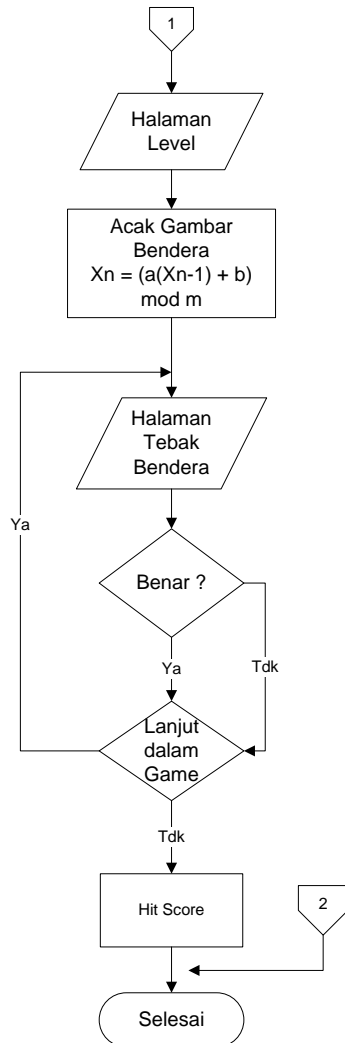 1
Halaman
Level
Acak Gambar
Bendera
Xn = (a(Xn-1) + b)
mod m
Halaman
Tebak
Bendera
Ya
Benar ?
Ya
Tdk
Lanjut
dalam
Game
Tdk
Hit Score
2
Selesai